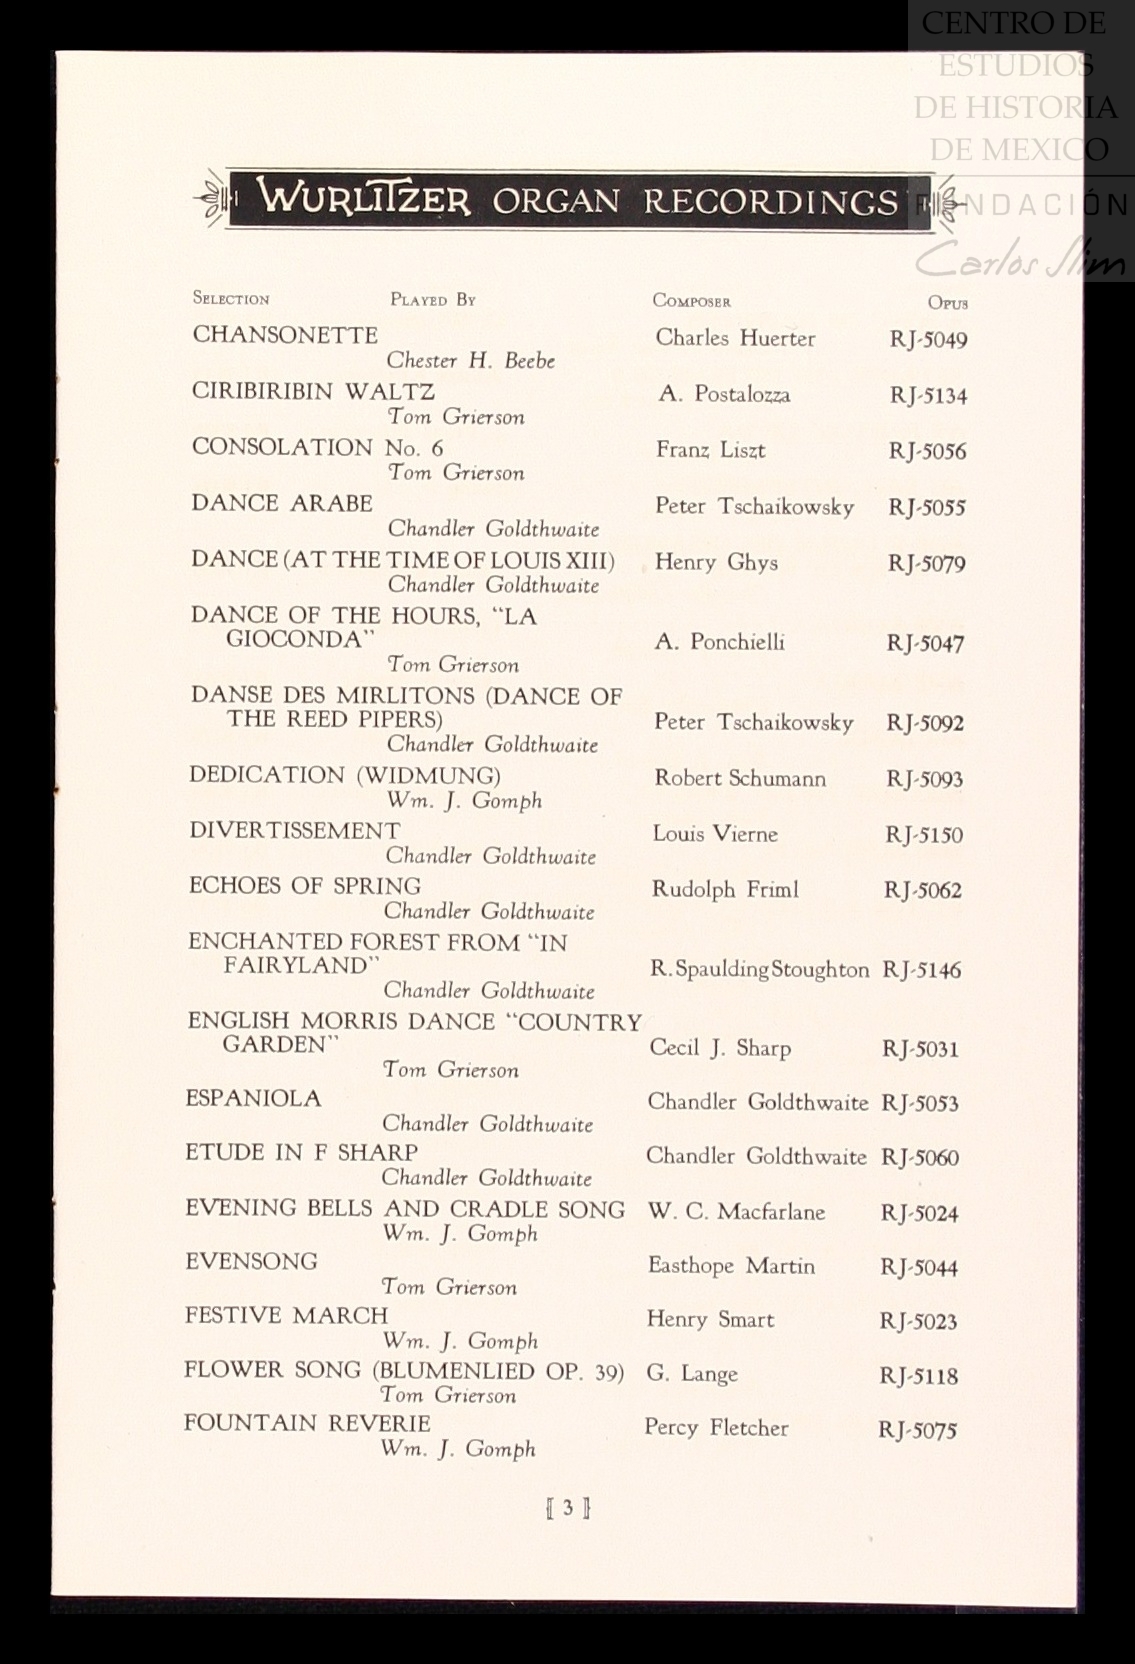 CENTRO DE
ESTUDIOS
DE HISTORIA
DE MEXICO
FUNDACIÓN
Carlos Slim
WURLITZER ORGAN RECORDINGS
Selection Played By Composer Opus
CHANSONETTE Charles Huerter RJ-5049
Chester H. Beebe
CIRIBIRIBIN WALTZ A. Postalozza RJ-5134
Tom Grierson
CONSOLATION No. 6 Franz Liszt RJ-5056
Tom Grierson
DANCE ARABE Peter Tschaikowsky RJ-5055
Chandler Goldthwaite
DANCE (AT THE TIME OF LOUIS XIII) Henry Ghys RJ-5079
Chandler Goldthwaite
DANCE OF THE HOURS, "LA
GIOCONDA" A. Ponchielli RJ-5047
Tom Grierson
DANSE DES MIRLITONS (DANCE OF
THE REED PIPERS) Peter Tschaikowsky RJ-5092
Chandler Goldthwaite
DEDICATION (WIDMUNG) Robert Schumann RJ-5093
Wm. J. Gomph
DIVERTISSEMENT Louis Vierne RJ-5150
Chandler Goldthwaite
ECHOES OF SPRING Rudolph Friml RJ-5062
Chandler Goldthwaite
ENCHANTED FOREST FROM "IN
FAIRYLAND" R. Spaulding Stoughton RJ-5146
Chandler Goldthwaite
ENGLISH MORRIS DANCE "COUNTRY
GARDEN" Cecil J. Sharp RJ-5031
Tom Grierson
ESPANIOLA Chandler Goldthwaite RJ-5053
Chandler Goldthwaite
ETUDE IN F SHARP Chandler Goldthwaite RJ-5060
Chandler Goldthwaite
EVENING BELLS AND CRADLE SONG W. C. Macfarlane RJ-5024
Wm. J. Gomph
EVENSONG Easthope Martin RJ-5044
Tom Grierson
FESTIVE MARCH Henry Smart RJ-5023
Wm. J. Gomph
FLOWER SONG (BLUMENLIED OP. 39) G. Lange RJ-5118
Tom Grierson
FOUNTAIN REVERIE Percy Fletcher RJ-5075
Wm. J. Gomph
[ 3 ]